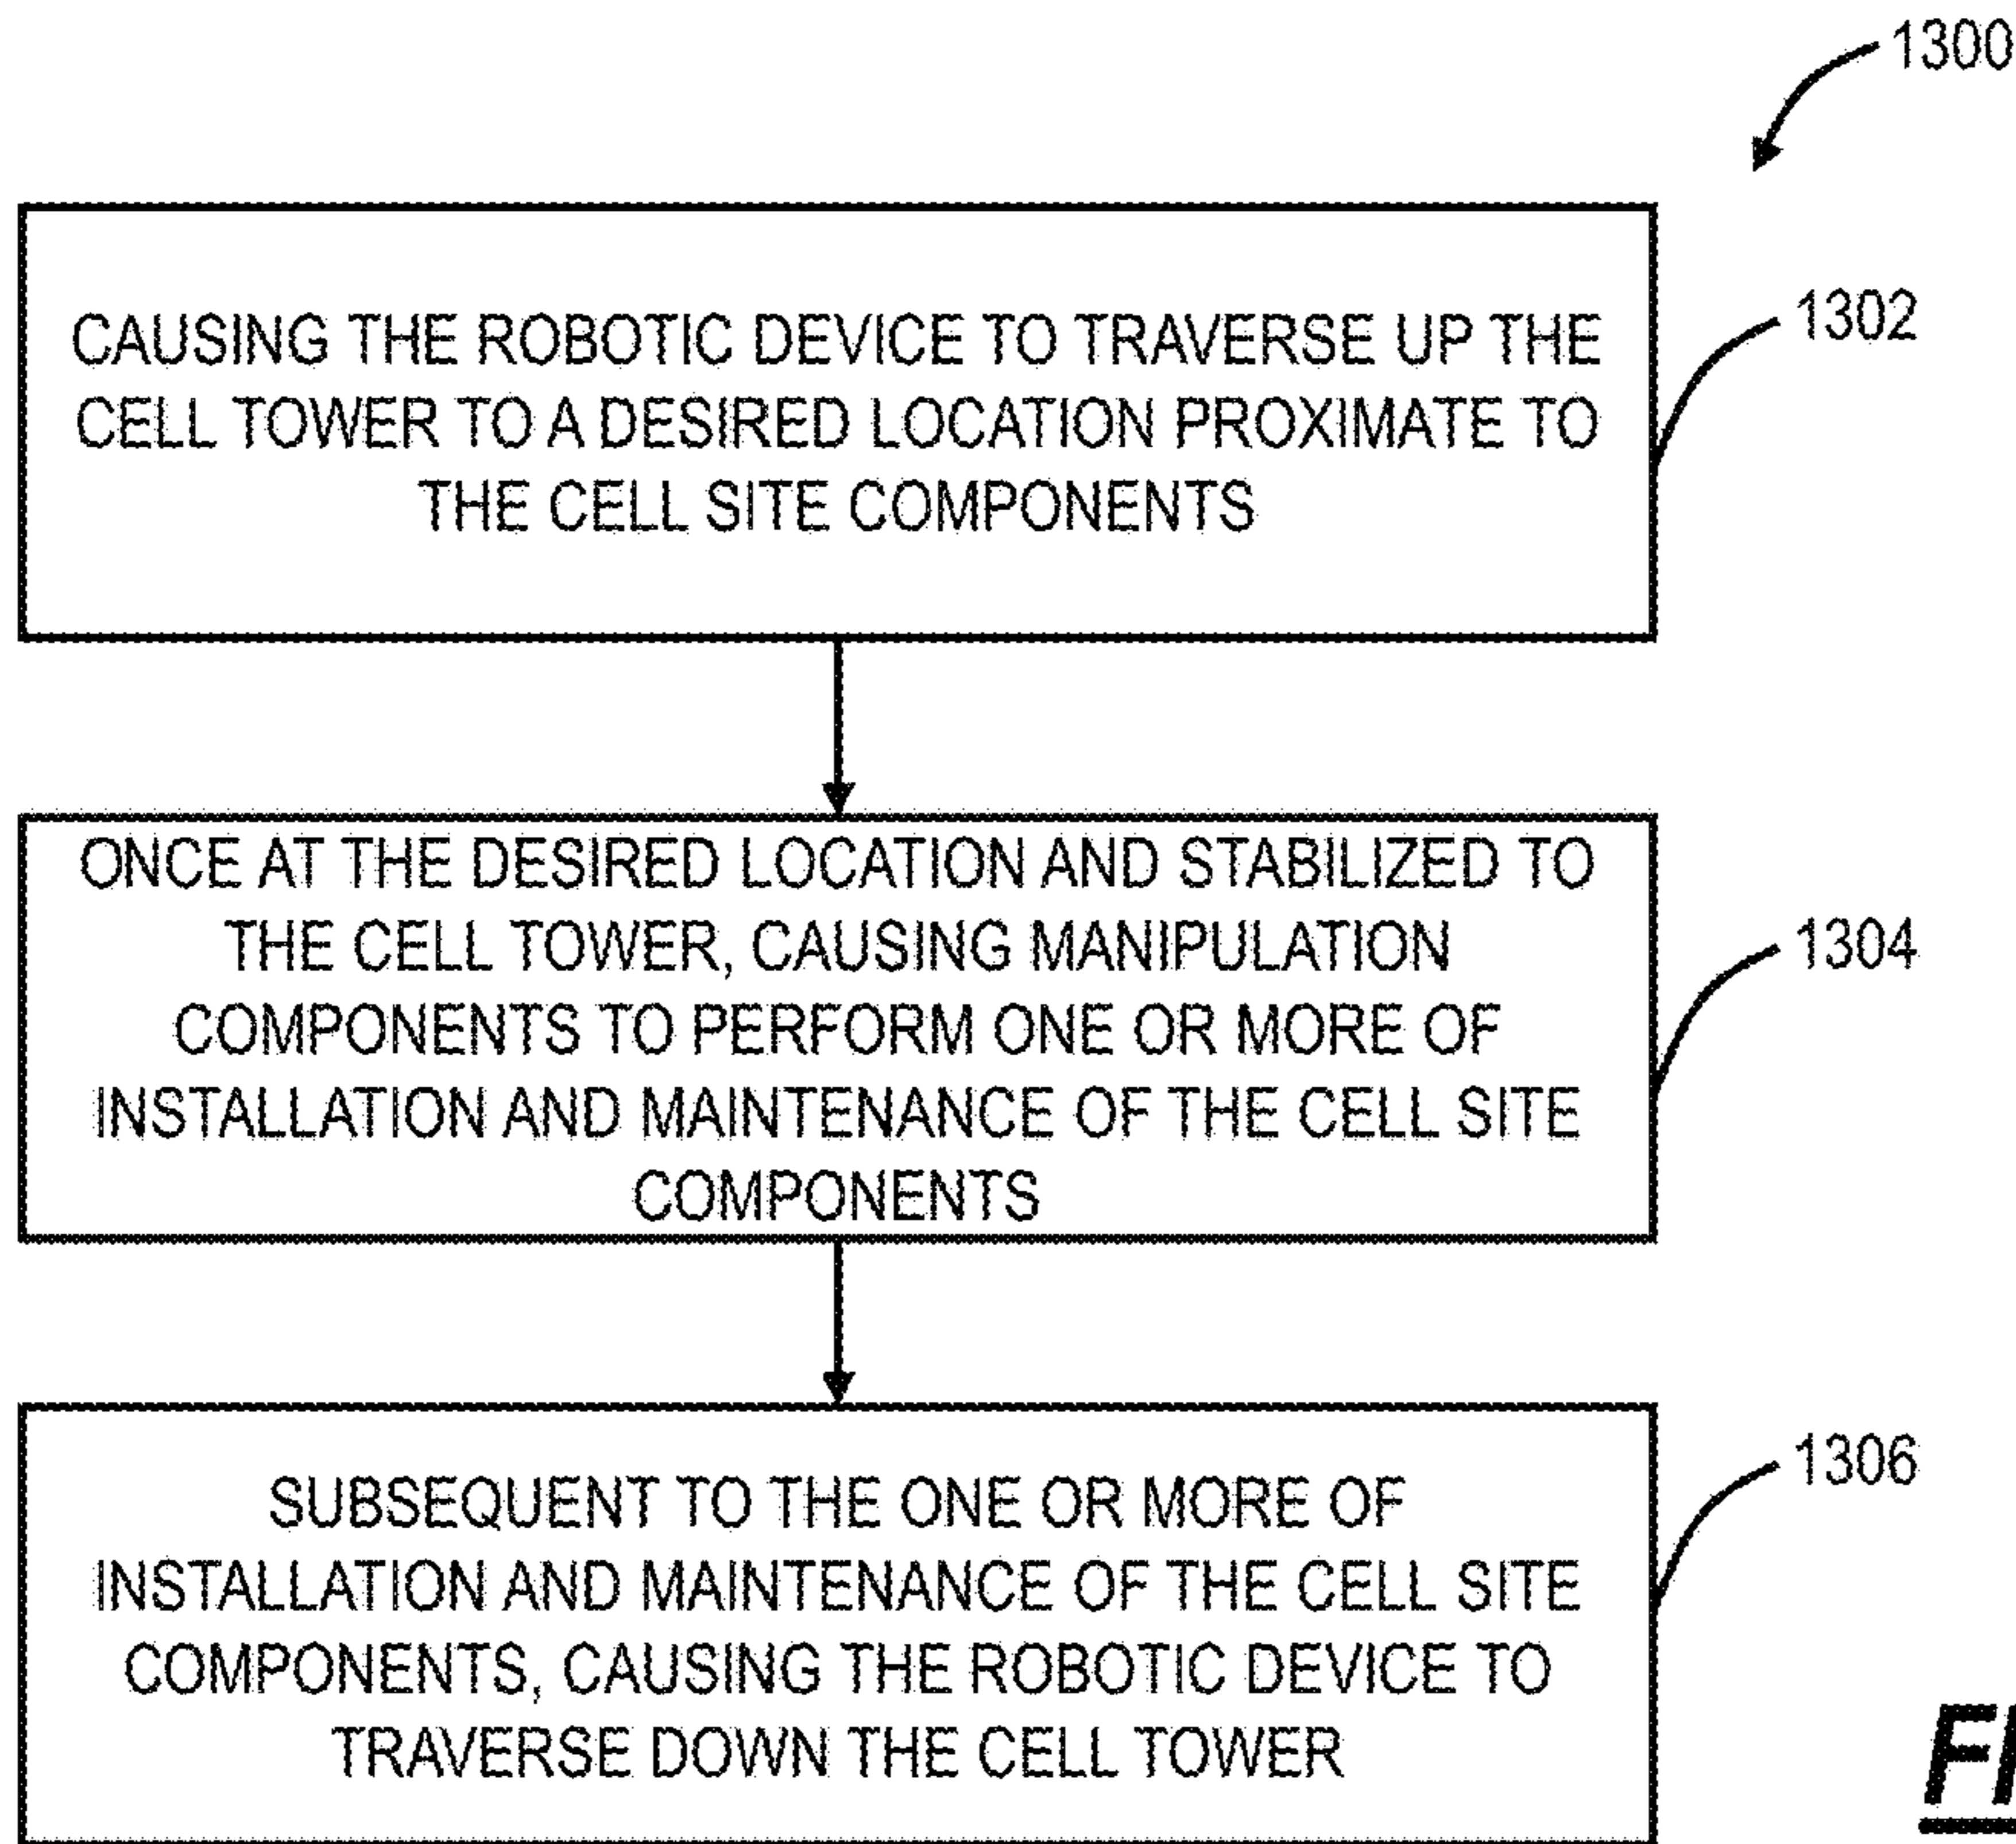 1300
CAUSING THE ROBOTIC DEVICE TO TRAVERSE UP THE
CELL TOWER TO A DESIRED LOCATION PROXIMATE TO
THE CELL SITE COMPONENTS
1302
ONCE AT THE DESIRED LOCATION AND STABILIZED TO
THE CELL TOWER, CAUSING MANIPULATION
COMPONENTS TO PERFORM ONE OR MORE OF
INSTALLATION AND MAINTENANCE OF THE CELL SITE
COMPONENTS
1304
SUBSEQUENT TO THE ONE OR MORE OF
INSTALLATION AND MAINTENANCE OF THE CELL SITE
COMPONENTS, CAUSING THE ROBOTIC DEVICE TO
TRAVERSE DOWN THE CELL TOWER
1306